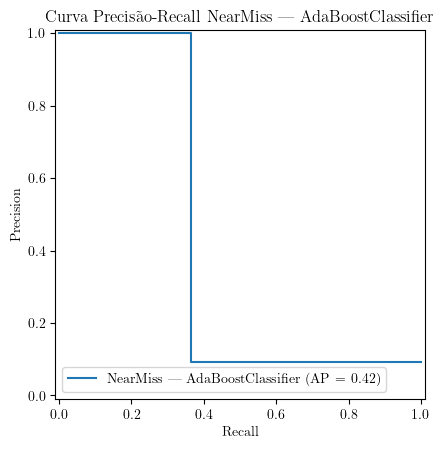 Curva Precisão-Recall NearMiss — AdaBoostClassifier
1.0
0.8
0.6
0.4
0.2
0.0
Precision
NearMiss — AdaBoostClassifier (AP = 0.42)
0.0 0.2 0.4 0.6 0.8 1.0
Recall